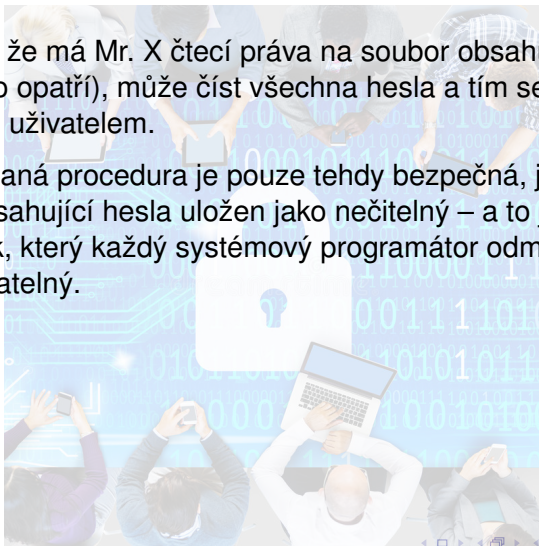 že má Mr. X čtecí práva na soubor obsah
opatří), může číst všechna hesla a tím se
uživatelem.
aná procedura je pouze tehdy bezpečná, j
sahující hesla uložen jako nečitelný – a to j
k, který každý systémový programátor odm
atelný.